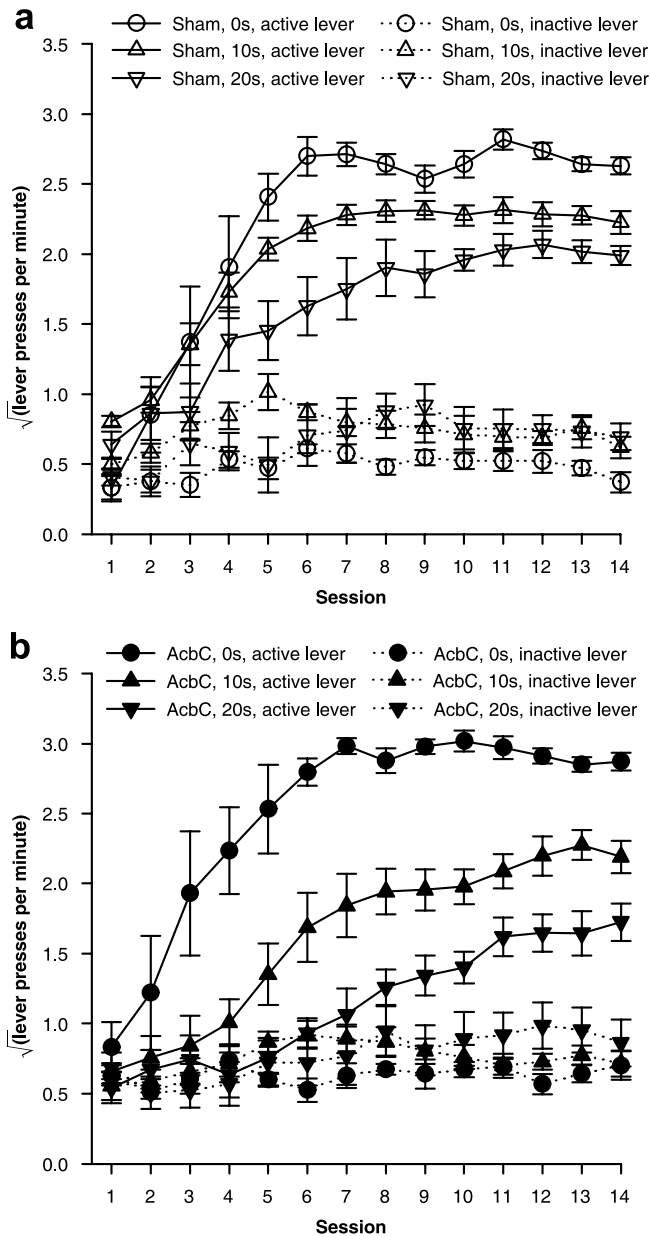 a
Sham, 0s, active lever Sham, 0s, inactive lever
Sham, 10s, active lever Sham, 10s, inactive lever
Sham, 20s, active lever Sham, 20s, inactive lever
3.5
3.0
2.5
2.0
1.5
1.0
0.5
0.0
√(lever presses per minute)
1 2 3 4 5 6 7 8 9 10 11 12 13 14
Session
b
AcbC, 0s, active lever AcbC, 0s, inactive lever
AcbC, 10s, active lever AcbC, 10s, inactive lever
AcbC, 20s, active lever AcbC, 20s, inactive lever
3.5
3.0
2.5
2.0
1.5
1.0
0.5
0.0
√(lever presses per minute)
1 2 3 4 5 6 7 8 9 10 11 12 13 14
Session